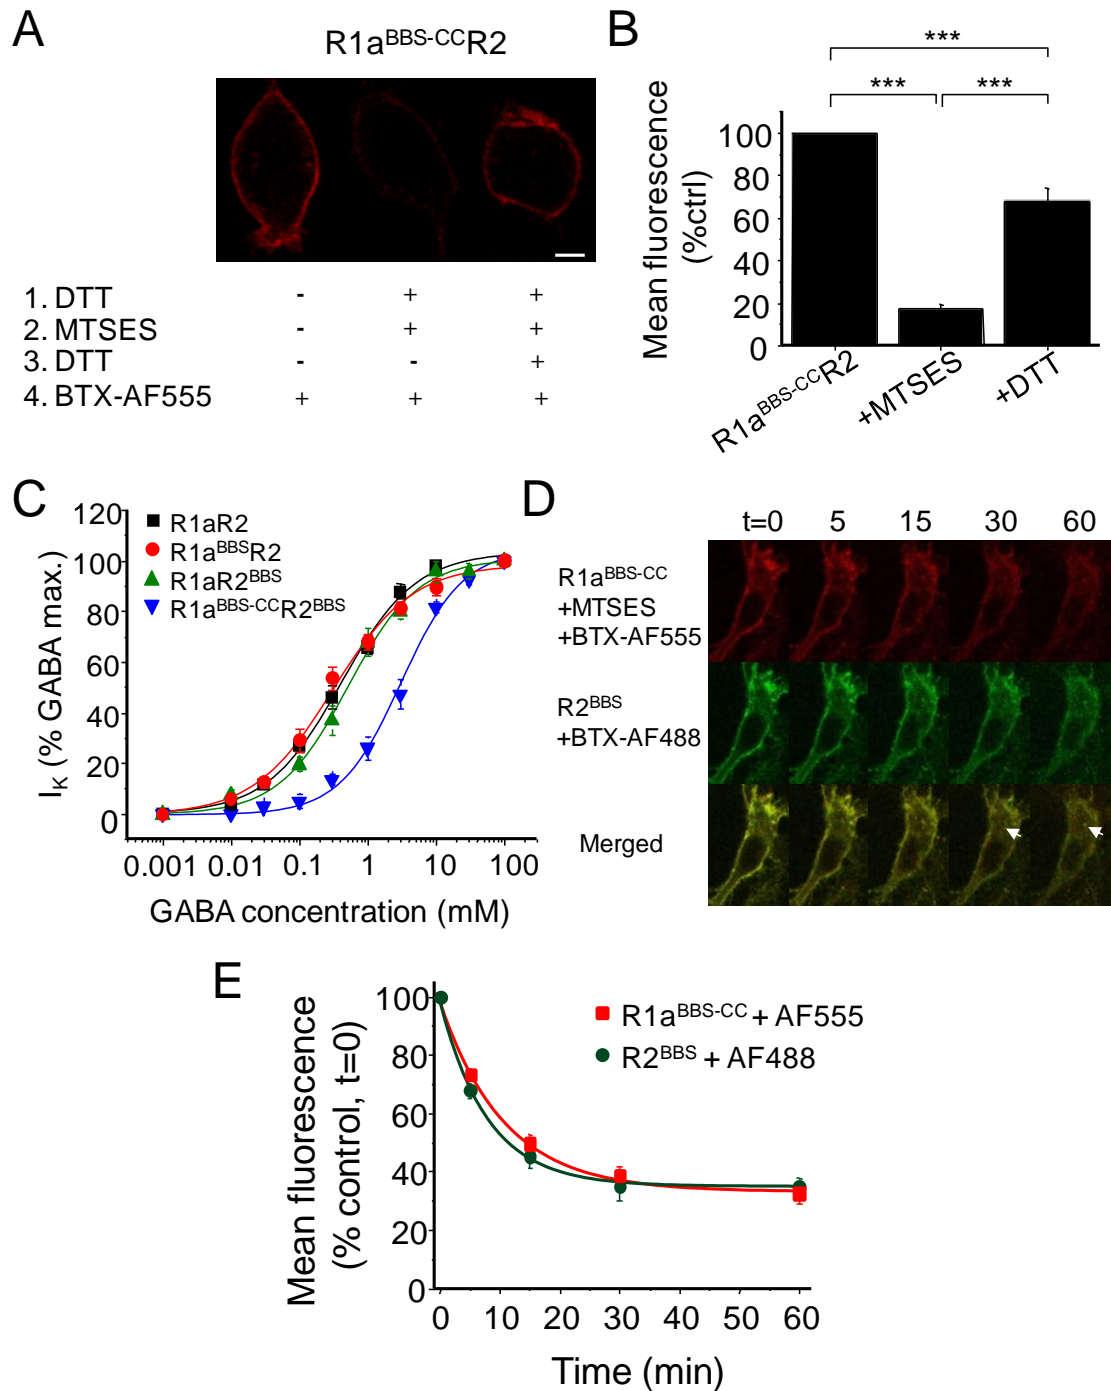 A
R1a^BBS-CC R2
1. DTT - + +
2. MTSES - + +
3. DTT - - +
4. BTX-AF555 + + +
B
***
*** ***
Mean fluorescence
(%ctrl)
100
80
60
40
20
0
R1a^BBS-CC R2
+MTSES
+DTT
C
R1aR2
R1a^BBS R2
R1aR2^BBS
R1a^BBS-CC R2^BBS
I_K (% GABA max.)
120
100
80
60
40
20
0
0.001 0.01 0.1 1 10 100
GABA concentration (mM)
D
t=0 5 15 30 60
R1a^BBS-CC
+MTSES
+BTX-AF555
R2^BBS
+BTX-AF488
Merged
E
Mean fluorescence
(% control, t=0)
100
80
60
40
20
0
R1a^BBS-CC + AF555
R2^BBS + AF488
0 10 20 30 40 50 60
Time (min)